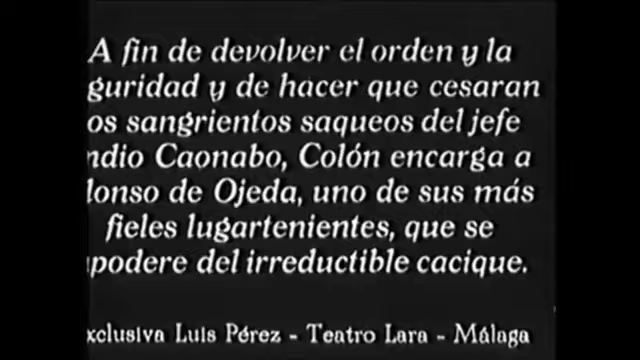 A fin de devolver el orden y la
guridad y de hacer que cesaran
os sangrientos saqueos del jefe
ndio Caonabo, Colón encarga a
lonso de Ojeda, uno de sus más
fieles lugartenientes, que se
podere del irreductible cacique.
xclusiva Luis Pérez - Teatro Lara - Málaga